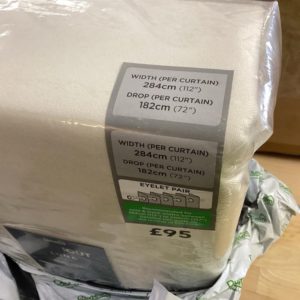 WIDTH (PER CURTAIN):
284cm (112")
DROP (PER CURTAIN):
182cm (72")
WIDTH (PER CURTAIN):
284cm (112")
DROP (PER CURTAIN):
182cm (72")
EYELET PAIR
£95